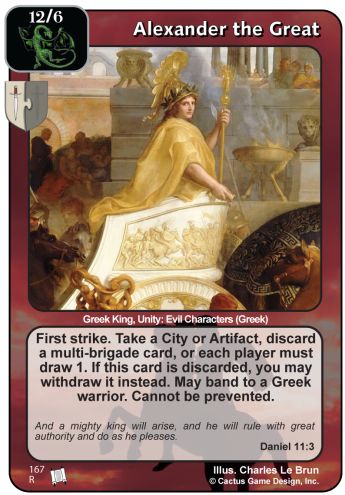 12/6
Alexander the Great
Greek King, Unity: Evil Characters (Greek)
First strike. Take a City or Artifact, discard
a multi-brigade card, or each player must
draw 1. If this card is discarded, you may
withdraw it instead. May band to a Greek
warrior. Cannot be prevented.
And a mighty king will arise, and he will rule with great
authority and do as he pleases.
Daniel 11:3
167
R
Illus. Charles Le Brun
© Cactus Game Design, Inc.